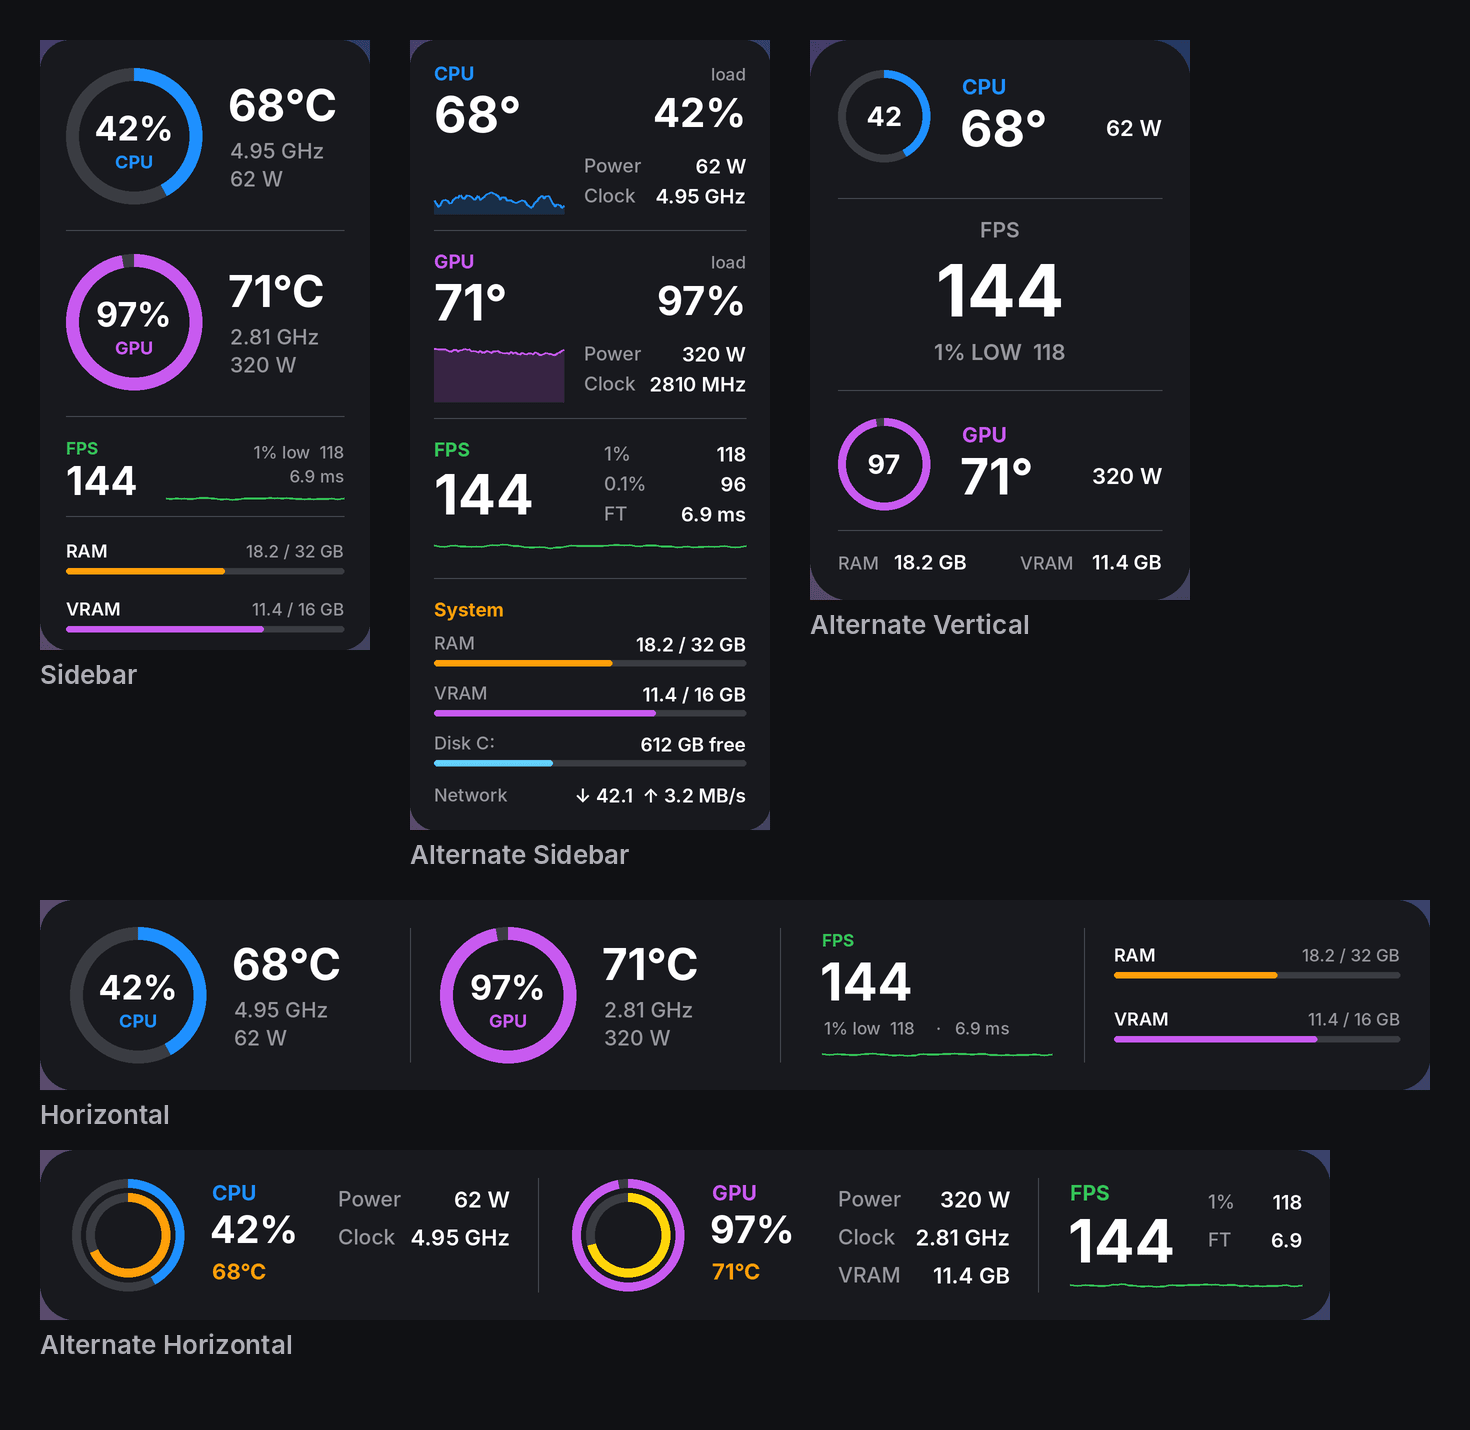 42%
CPU
68°C
4.95 GHz
62 W
97%
GPU
71°C
2.81 GHz
320 W
FPS
144
1% low 118
6.9 ms
RAM 18.2 / 32 GB
VRAM 11.4 / 16 GB
Sidebar
CPU load
68° 42%
Power 62 W
Clock 4.95 GHz
GPU load
71° 97%
Power 320 W
Clock 2810 MHz
FPS
144
1% 118
0.1% 96
FT 6.9 ms
System
RAM 18.2 / 32 GB
VRAM 11.4 / 16 GB
Disk C: 612 GB free
Network ↓ 42.1 ↑ 3.2 MB/s
Alternate Sidebar
42
CPU
68° 62 W
FPS
144
1% LOW 118
97
GPU
71° 320 W
RAM 18.2 GB VRAM 11.4 GB
Alternate Vertical
42%
CPU
68°C
4.95 GHz
62 W
97%
GPU
71°C
2.81 GHz
320 W
FPS
144
1% low 118 · 6.9 ms
RAM 18.2 / 32 GB
VRAM 11.4 / 16 GB
Horizontal
CPU
42%
68°C
Power 62 W
Clock 4.95 GHz
GPU
97%
71°C
Power 320 W
Clock 2.81 GHz
VRAM 11.4 GB
FPS
144
1% 118
FT 6.9
Alternate Horizontal